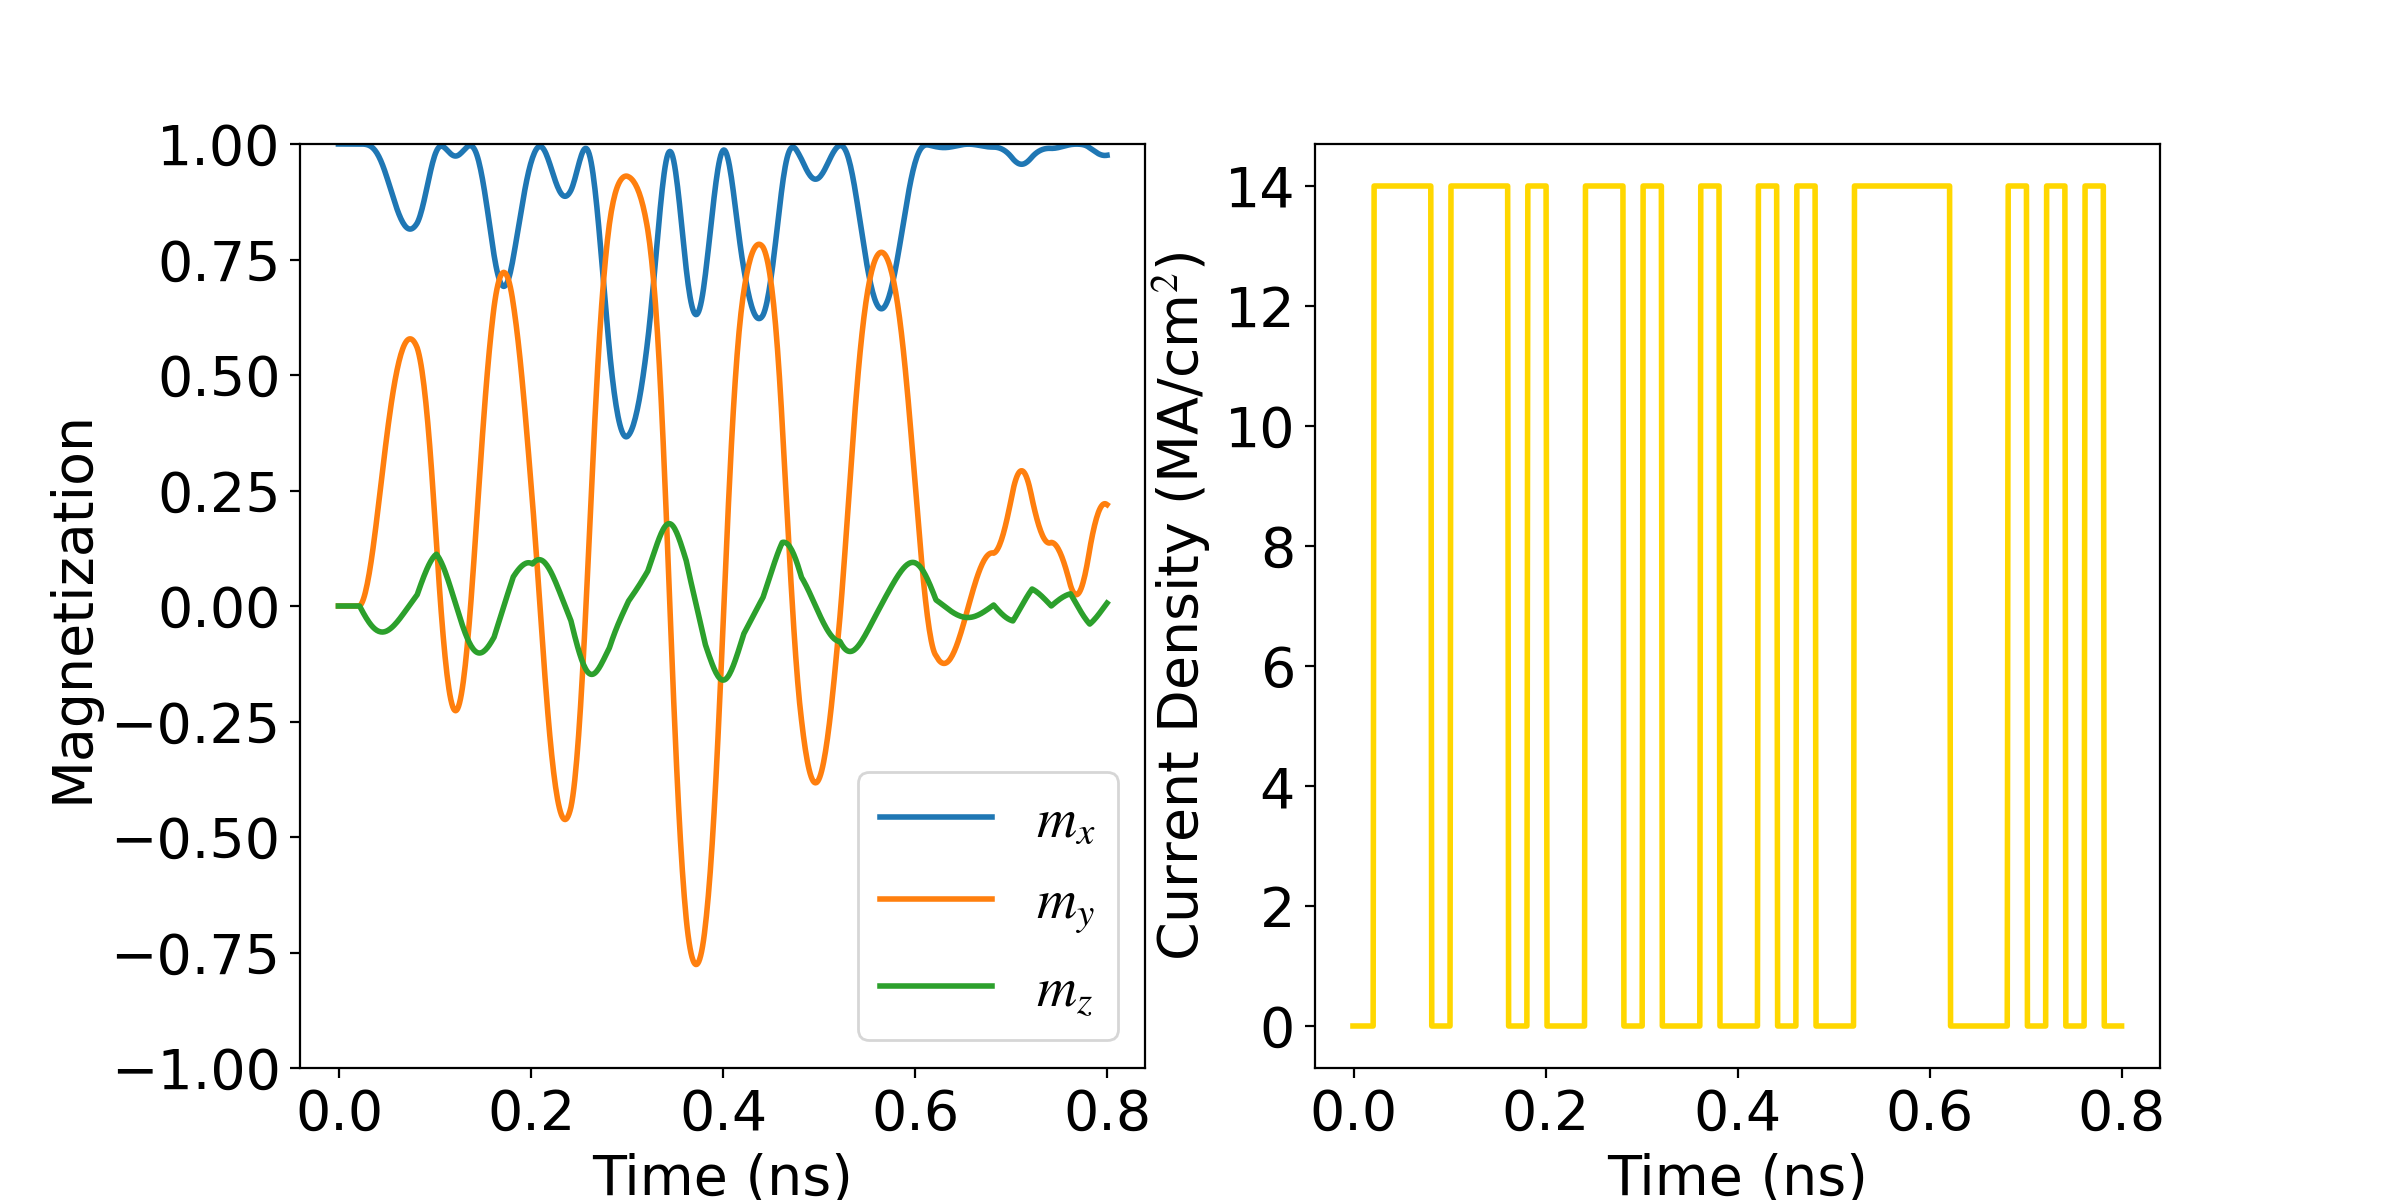 1.00
0.75
0.50
0.25
0.00
−0.25
−0.50
−0.75
−1.00
Magnetization
0.0 0.2 0.4 0.6 0.8
Time (ns)
m_x
m_y
m_z
14
12
10
8
6
4
2
0
Current Density (MA/cm²)
0.0 0.2 0.4 0.6 0.8
Time (ns)